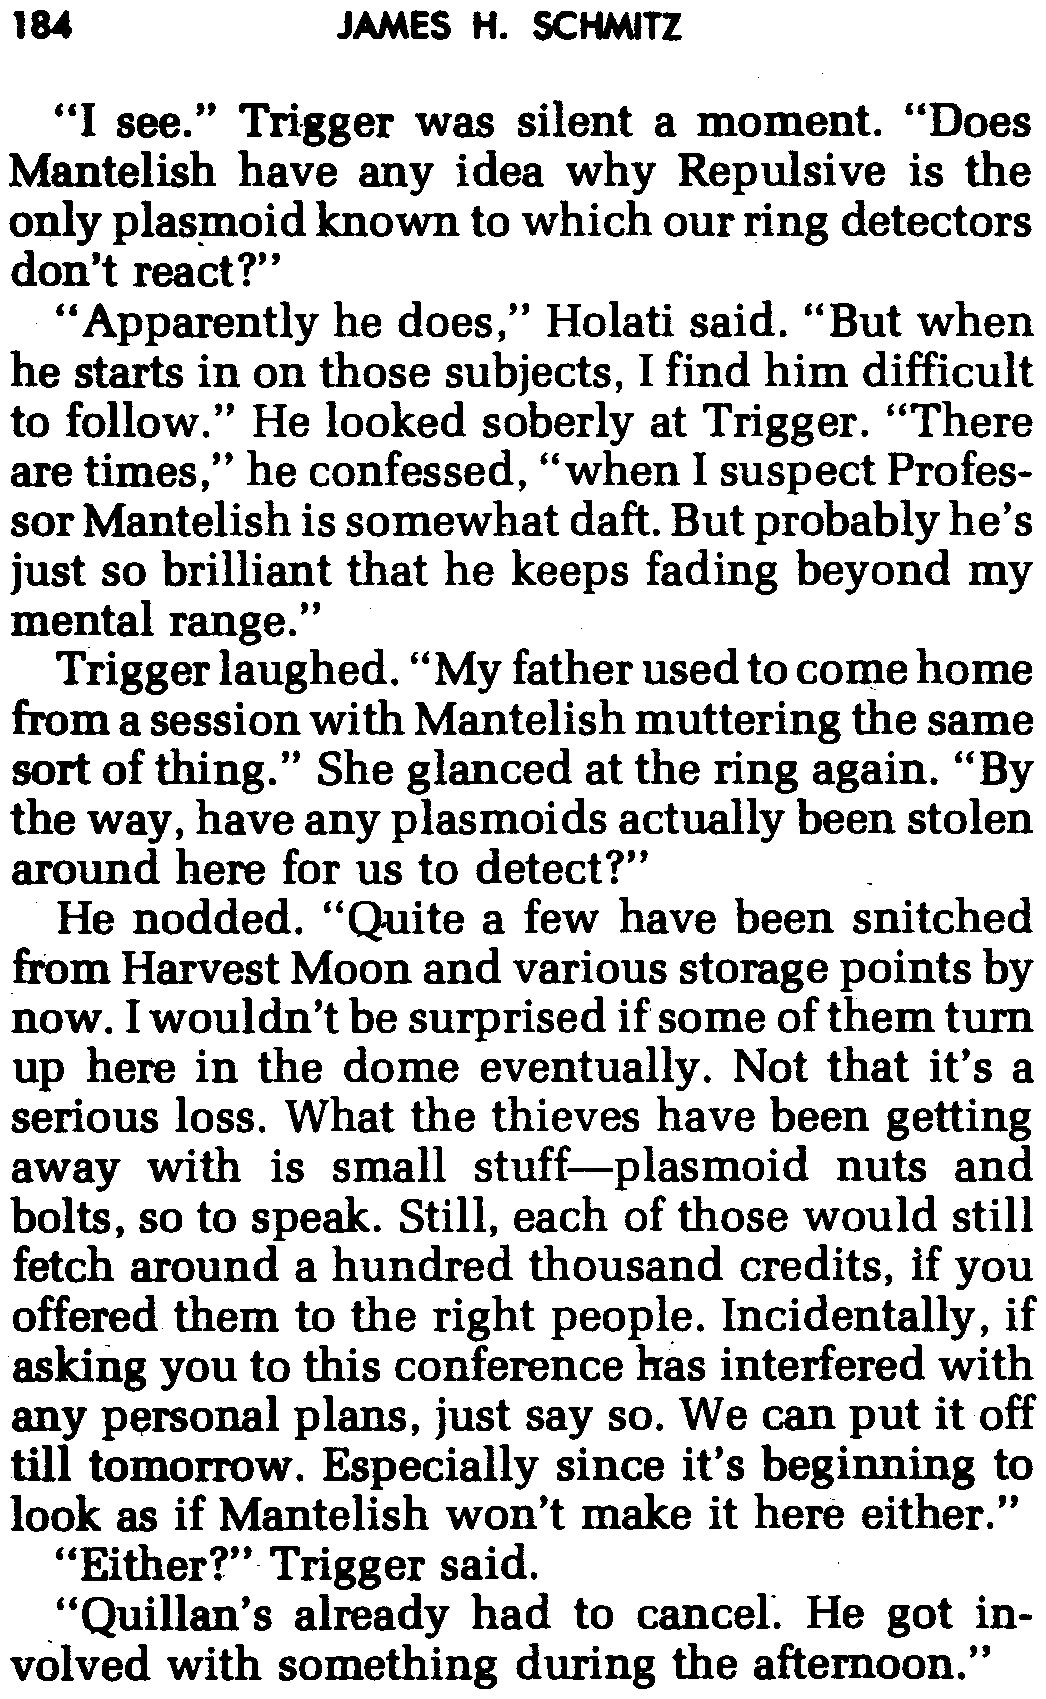 184 JAMES H. SCHMITZ
“I see.” Trigger was silent a moment. “Does
Mantelish have any idea why Repulsive is the
only plasmoid known to which our ring detectors
don't react?”
“Apparently he does,” Holati said. “But when
he starts in on those subjects, I find him difficult
to follow.” He looked soberly at Trigger. “There
are times,” he confessed, “when I suspect Profes-
sor Mantelish is somewhat daft. But probably he's
just so brilliant that he keeps fading beyond my
mental range.”
Trigger laughed. “My father used to come home
from a session with Mantelish muttering the same
sort of thing.” She glanced at the ring again. “By
the way, have any plasmoids actually been stolen
around here for us to detect?”
He nodded. “Quite a few have been snitched
from Harvest Moon and various storage points by
now. I wouldn't be surprised if some of them turn
up here in the dome eventually. Not that it's a
serious loss. What the thieves have been getting
away with is small stuff—plasmoid nuts and
bolts, so to speak. Still, each of those would still
fetch around a hundred thousand credits, if you
offered them to the right people. Incidentally, if
asking you to this conference has interfered with
any personal plans, just say so. We can put it off
till tomorrow. Especially since it's beginning to
look as if Mantelish won't make it here either.”
“Either?” Trigger said.
“Quillan's already had to cancel. He got in-
volved with something during the afternoon.”